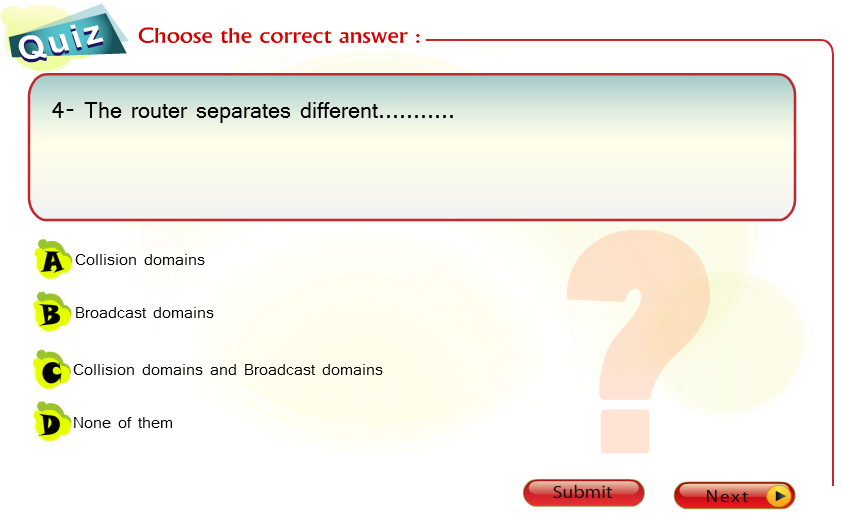 Quiz
Choose the correct answer :
4- The router separates different...........
A Collision domains
B Broadcast domains
C Collision domains and Broadcast domains
D None of them
?
Submit
Next